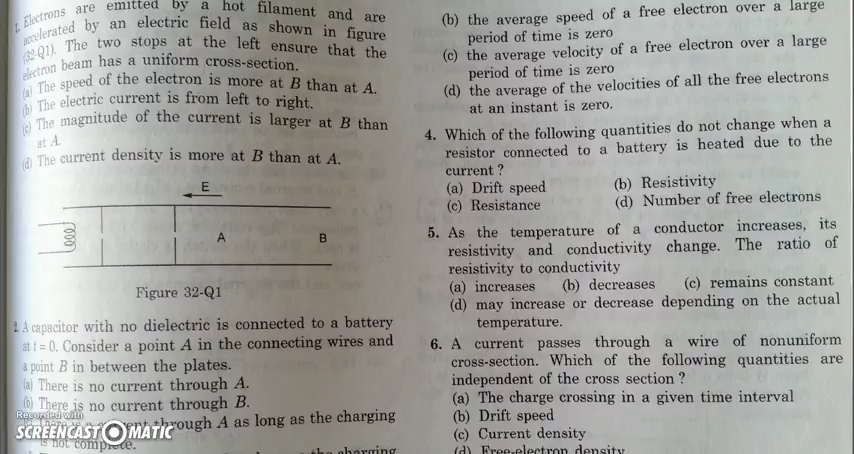 1. Electrons are emitted by a hot filament and are
accelerated by an electric field as shown in figure
(32-Q1). The two stops at the left ensure that the
electron beam has a uniform cross-section.
(a) The speed of the electron is more at B than at A.
(b) The electric current is from left to right.
(c) The magnitude of the current is larger at B than
at A.
(d) The current density is more at B than at A.
E
A
B
Figure 32-Q1
2. A capacitor with no dielectric is connected to a battery
at t = 0. Consider a point A in the connecting wires and
a point B in between the plates.
(a) There is no current through A.
(b) There is no current through B.
through A as long as the charging
is not complete.
charging
(b) the average speed of a free electron over a large
period of time is zero
(c) the average velocity of a free electron over a large
period of time is zero
(d) the average of the velocities of all the free electrons
at an instant is zero.
4. Which of the following quantities do not change when a
resistor connected to a battery is heated due to the
current ?
(a) Drift speed (b) Resistivity
(c) Resistance (d) Number of free electrons
5. As the temperature of a conductor increases, its
resistivity and conductivity change. The ratio of
resistivity to conductivity
(a) increases (b) decreases (c) remains constant
(d) may increase or decrease depending on the actual
temperature.
6. A current passes through a wire of nonuniform
cross-section. Which of the following quantities are
independent of the cross section ?
(a) The charge crossing in a given time interval
(b) Drift speed
(c) Current density
(d) Free-electron density
Recorded with
SCREENCAST MATIC